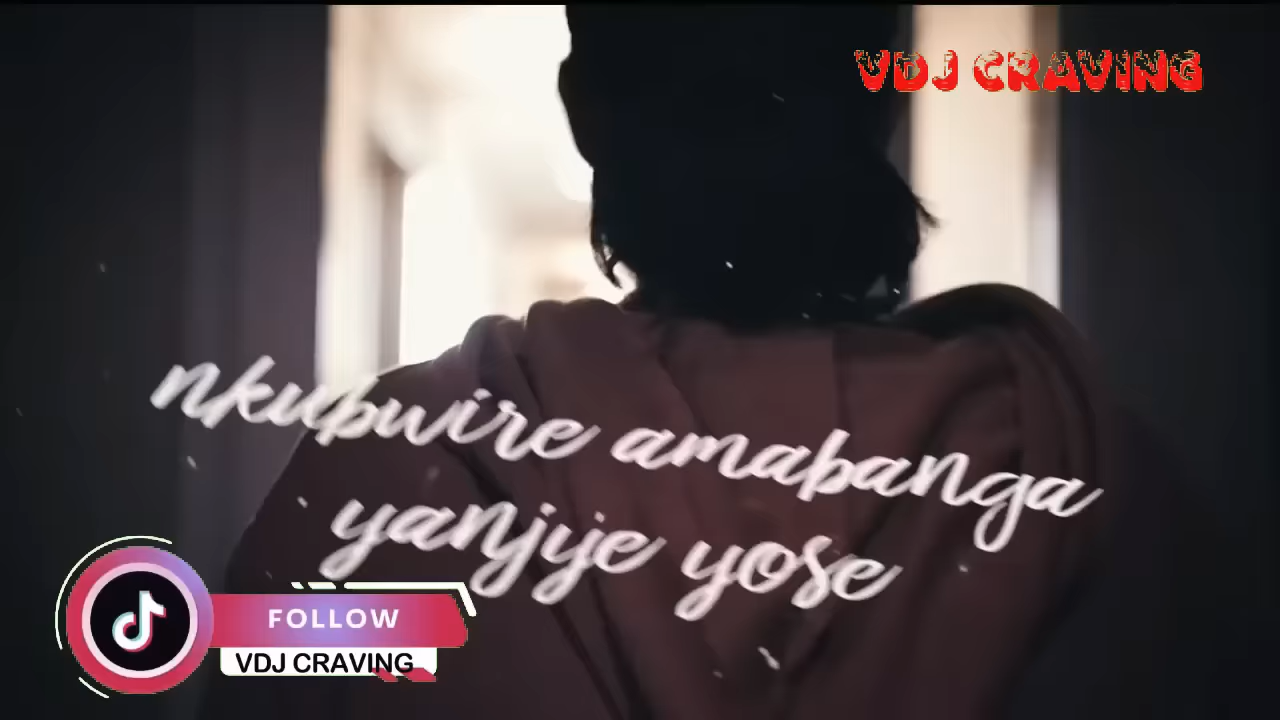 VDJ CRAVING
nkubwire amabanga
yanjye yose
FOLLOW
VDJ CRAVING